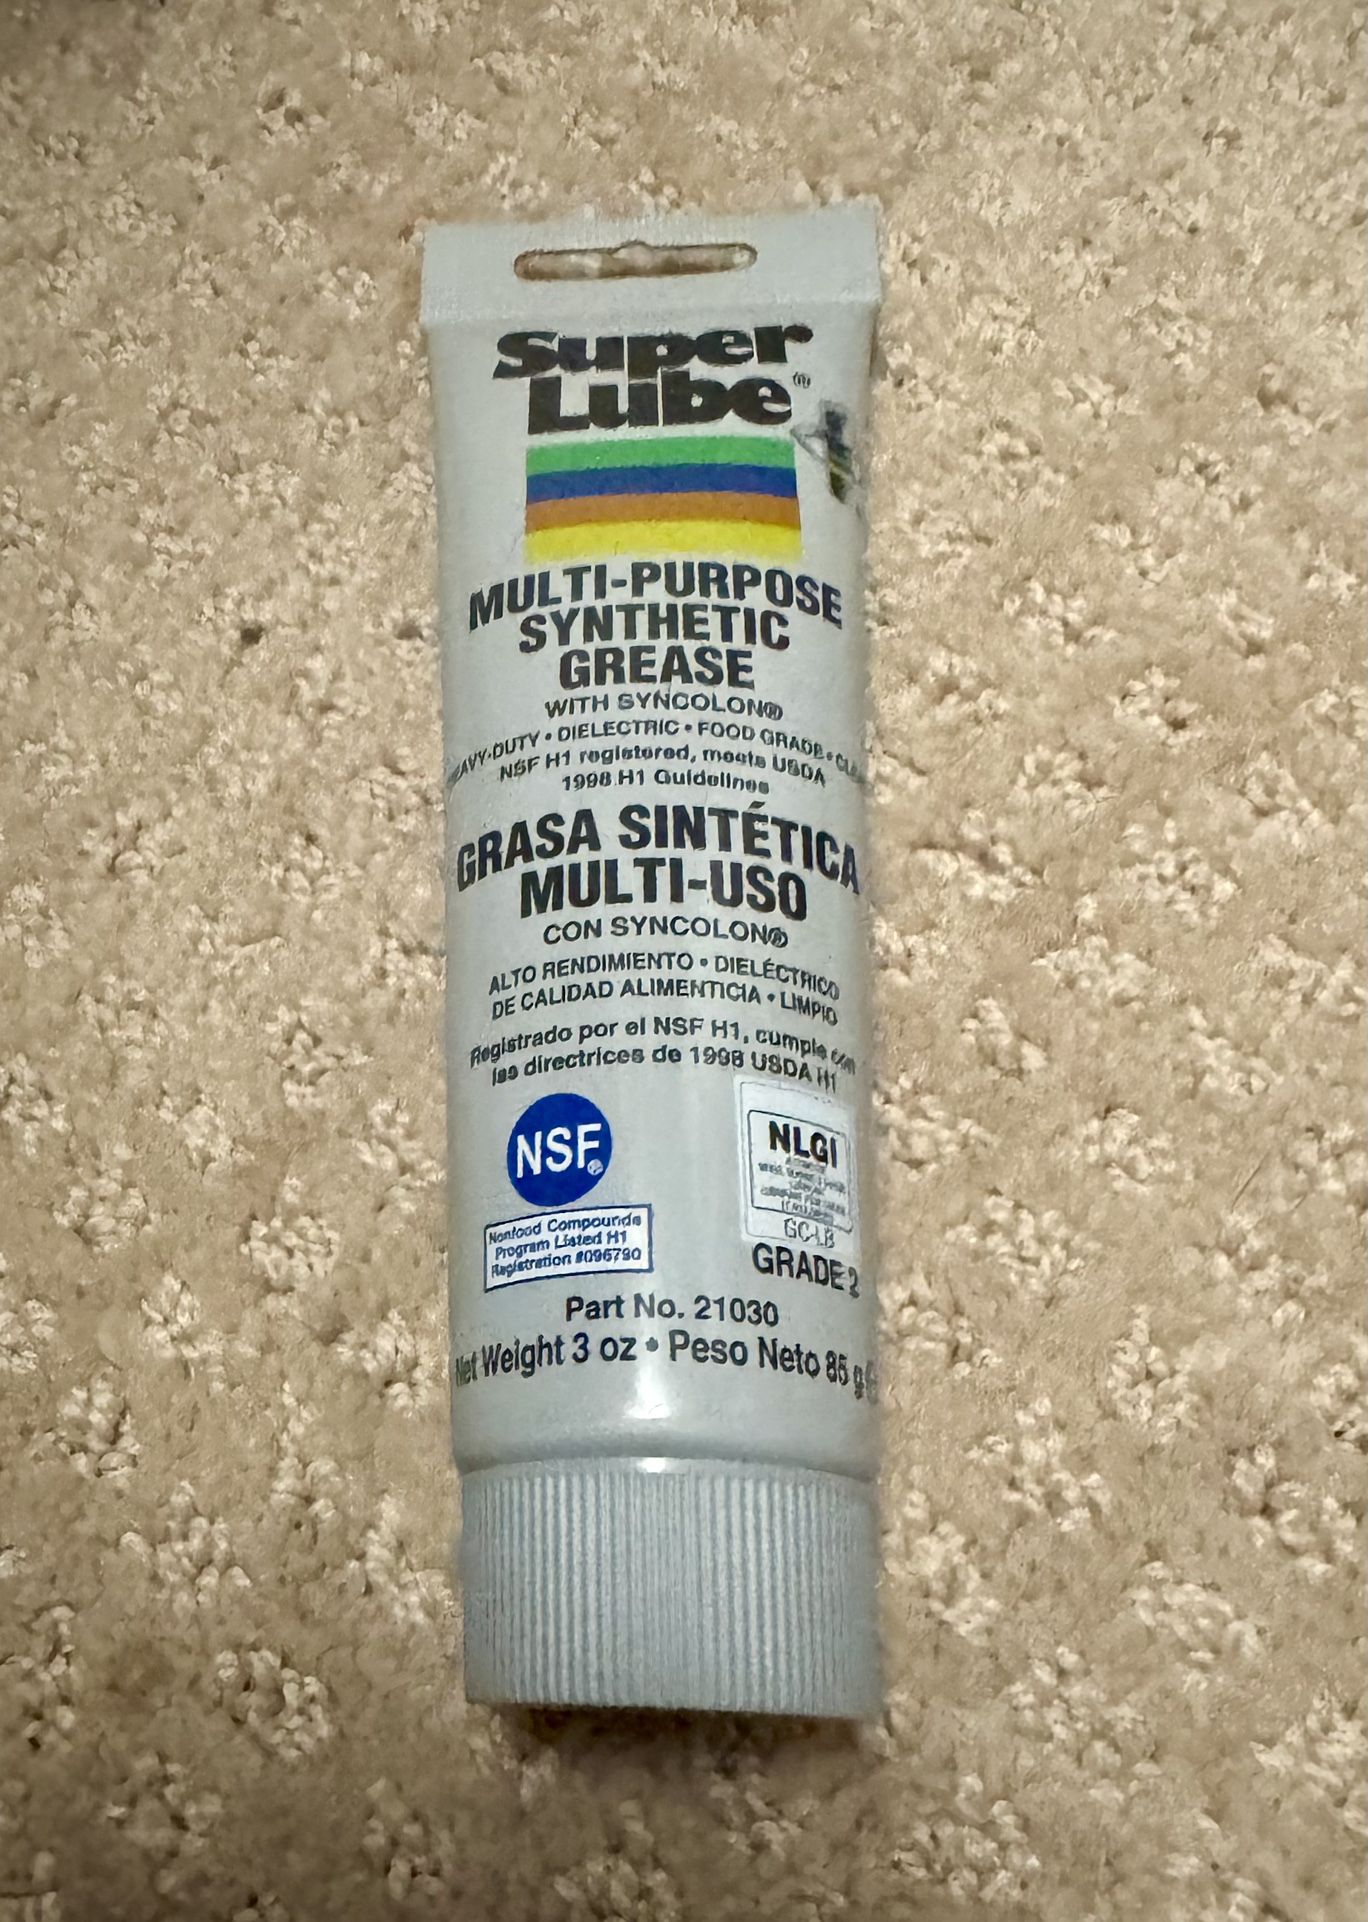 Super
Lube®
MULTI-PURPOSE
SYNTHETIC
GREASE
WITH SYNCOLON®
HEAVY-DUTY • DIELECTRIC • FOOD GRADE •
NSF H1 registered, meets USDA
1998 H1 Guidelines
GRASA SINTÉTICA
MULTI-USO
CON SYNCOLON®
ALTO RENDIMIENTO • DIELÉCTRICO
DE CALIDAD ALIMENTICIA • LIMPIO
Registrado por el NSF H1, cumple con
las directrices de 1998 USDA H1
NSF®
Nonfood Compounds
Program Listed H1
Registration #096790
NLGI
GC-LB
GRADE 2
Part No. 21030
Net Weight 3 oz • Peso Neto 85 g